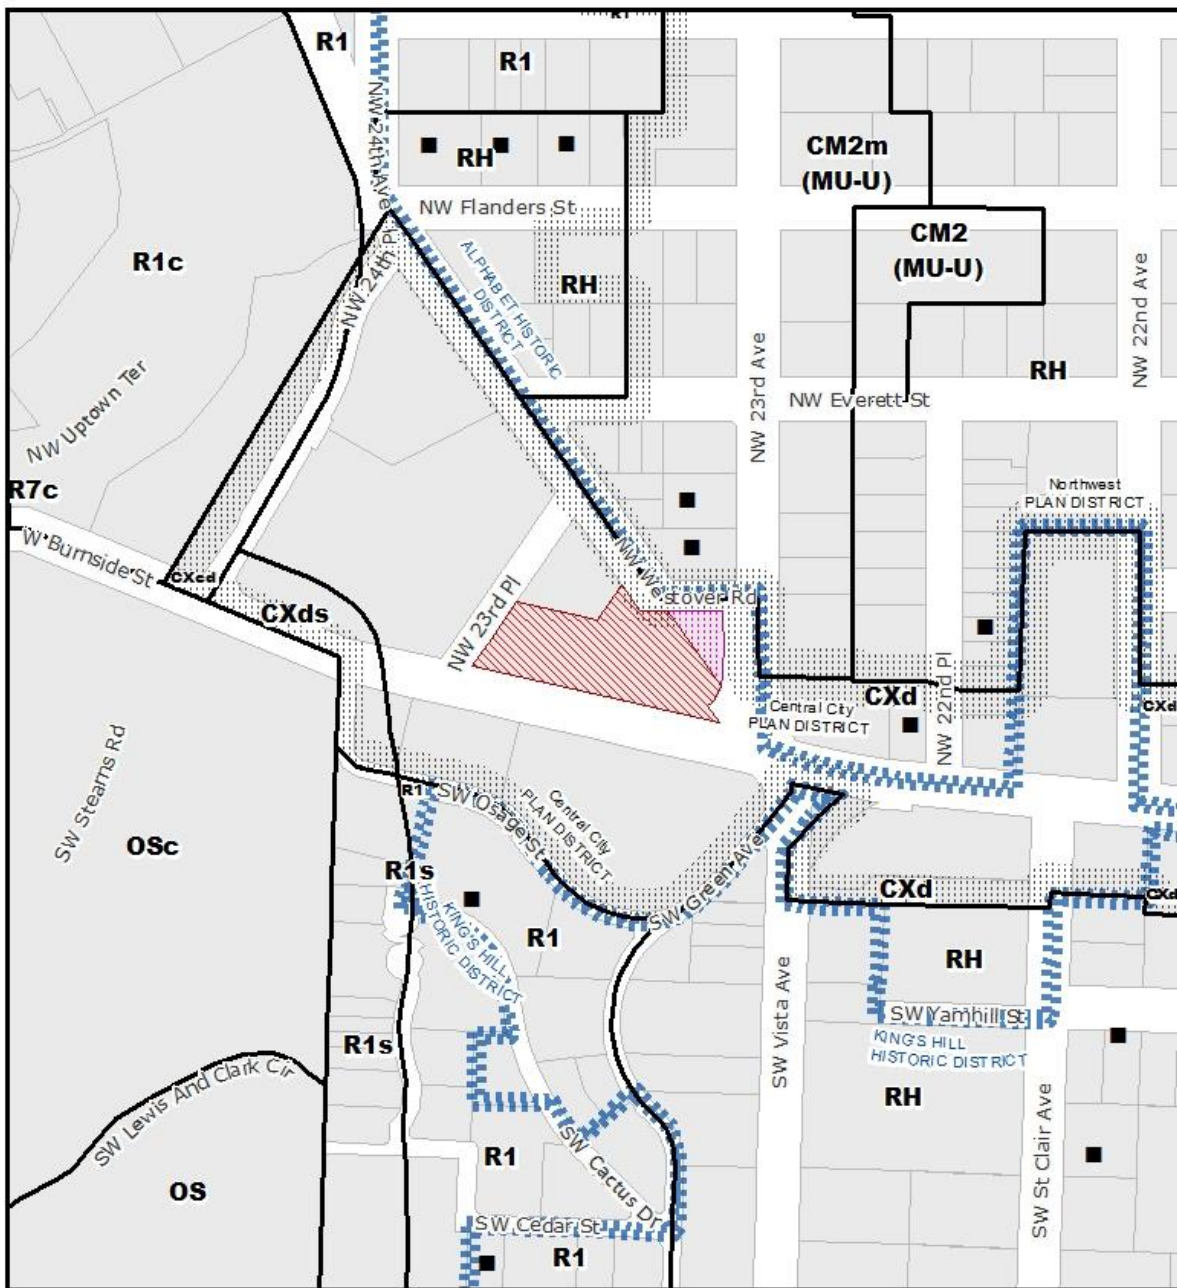 R1
R1
R1
NW 24th Ave
RH
CM2m
(MU-U)
NW Flanders St
CM2
(MU-U)
R1c
NW 24th Pl
ALPHABET HISTORIC
DISTRICT
RH
NW 22nd Ave
NW 23rd Ave
RH
NW Uptown Ter
NW Everett St
R7c
Northwest
PLAN DISTRICT
W Burnside St
CXcd
CXds
NW Westover Rd
NW 23rd Pl
NW 22nd Pl
CXd
CXd
Central City
PLAN DISTRICT
SW Stearns Rd
R1
SW Osage St
Central City
PLAN DISTRICT
OSc
R1s
KING'S HILL
HISTORIC DISTRICT
SW Green Ave
CXd
CXd
R1
RH
SW Vista Ave
SW Yamhill St
KING'S HILL
HISTORIC DISTRICT
R1s
SW Lewis And Clark Cir
RH
SW St Clair Ave
R1
SW Cactus Dr
OS
SW Cedar St
R1